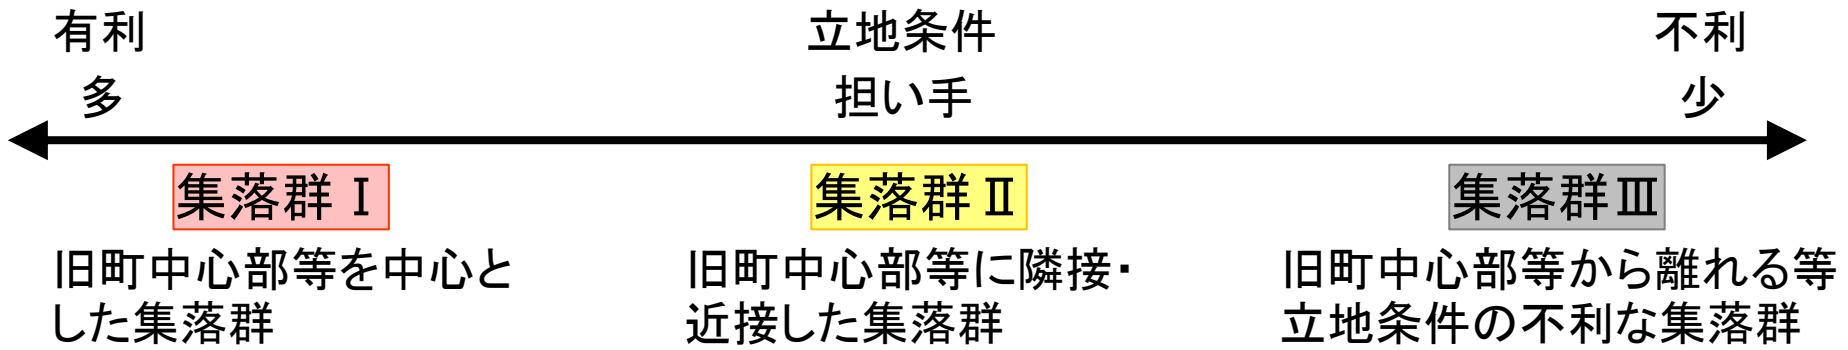 有利 立地条件 不利
多 担い手 少
集落群Ⅰ 集落群Ⅱ 集落群Ⅲ
旧町中心部等を中心と
した集落群
旧町中心部等に隣接・
近接した集落群
旧町中心部等から離れる等
立地条件の不利な集落群